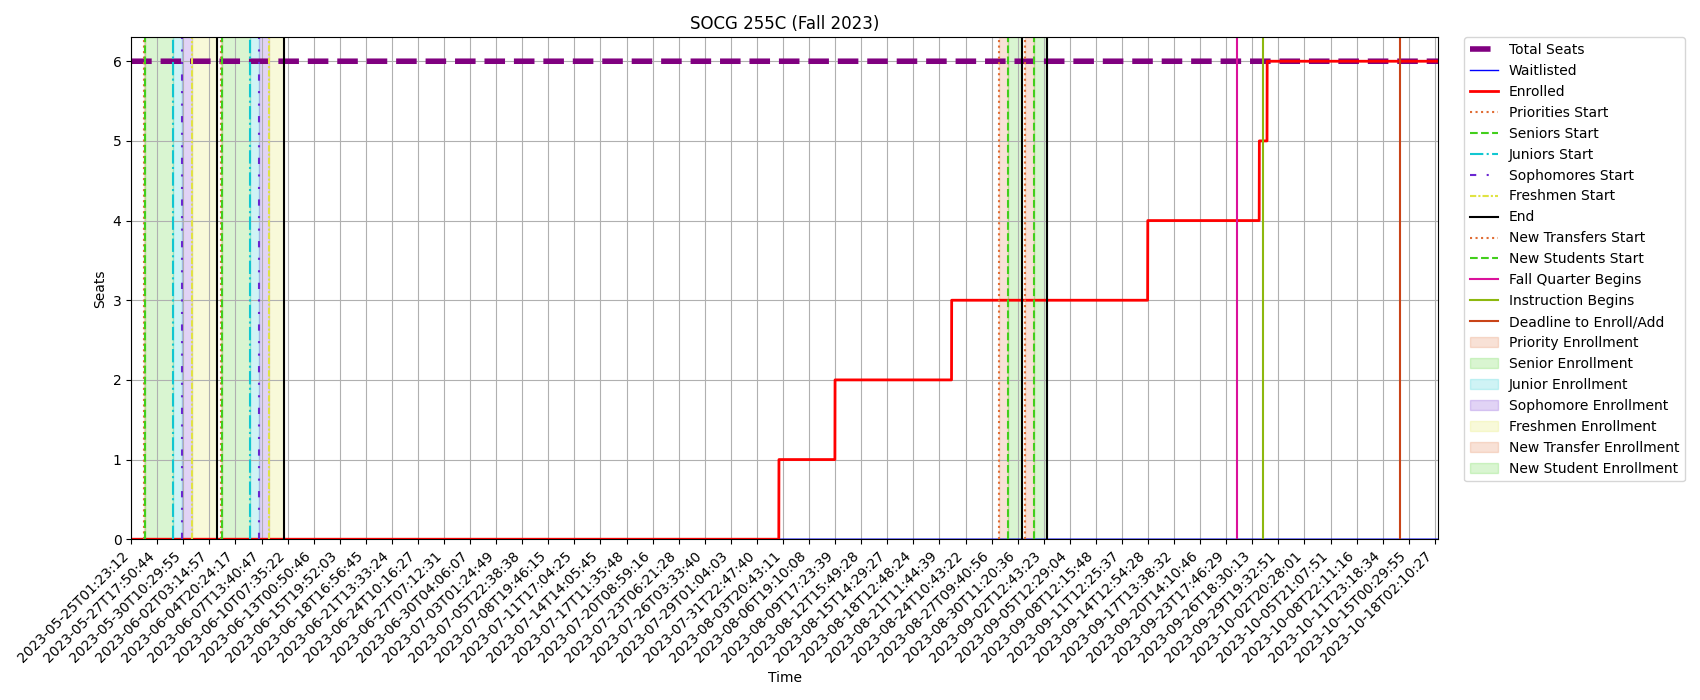 SOCG 255C (Fall 2023)
Seats
6
5
4
3
2
1
0
2023-05-25T01:23:12
2023-05-27T17:50:44
2023-05-30T10:29:55
2023-06-02T03:14:57
2023-06-04T20:24:17
2023-06-07T13:40:47
2023-06-10T07:35:22
2023-06-13T00:50:46
2023-06-15T19:52:03
2023-06-18T16:56:45
2023-06-21T13:33:24
2023-06-24T10:16:27
2023-06-27T07:12:31
2023-06-30T04:06:07
2023-07-03T01:24:49
2023-07-05T22:38:38
2023-07-08T19:46:15
2023-07-11T17:04:25
2023-07-14T14:05:45
2023-07-17T11:35:48
2023-07-20T08:59:16
2023-07-23T06:21:28
2023-07-26T03:33:40
2023-07-29T01:04:03
2023-07-31T22:47:40
2023-08-03T20:43:11
2023-08-06T19:10:08
2023-08-09T17:23:39
2023-08-12T15:49:28
2023-08-15T14:29:27
2023-08-18T12:48:24
2023-08-21T11:44:39
2023-08-24T10:43:22
2023-08-27T09:40:56
2023-08-30T11:20:36
2023-09-02T12:43:23
2023-09-05T12:29:04
2023-09-08T12:15:48
2023-09-11T12:25:37
2023-09-14T12:54:28
2023-09-17T13:38:32
2023-09-20T14:10:46
2023-09-23T17:46:29
2023-09-26T18:30:13
2023-09-29T19:32:51
2023-10-02T20:28:01
2023-10-05T21:07:51
2023-10-08T22:11:16
2023-10-11T23:18:34
2023-10-15T00:29:55
2023-10-18T02:10:27
Time
Total Seats
Waitlisted
Enrolled
Priorities Start
Seniors Start
Juniors Start
Sophomores Start
Freshmen Start
End
New Transfers Start
New Students Start
Fall Quarter Begins
Instruction Begins
Deadline to Enroll/Add
Priority Enrollment
Senior Enrollment
Junior Enrollment
Sophomore Enrollment
Freshmen Enrollment
New Transfer Enrollment
New Student Enrollment